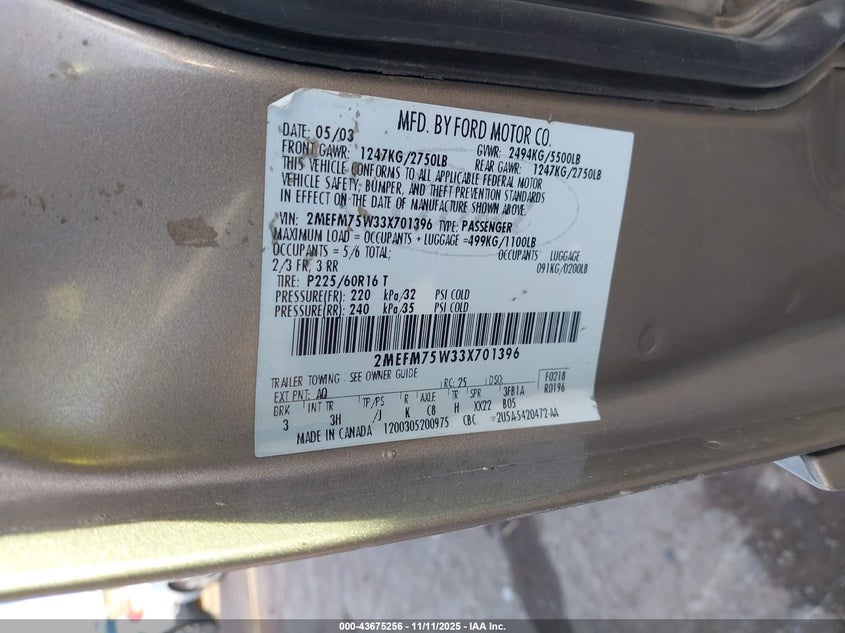 MFD. BY FORD MOTOR CO.
DATE: 05/03 GVWR: 2494KG/5500LB
FRONT GAWR: 1247KG/2750LB REAR GAWR: 1247KG/2750LB
THIS VEHICLE CONFORMS TO ALL APPLICABLE FEDERAL MOTOR
VEHICLE SAFETY, BUMPER, AND THEFT PREVENTION STANDARDS
IN EFFECT ON THE DATE OF MANUFACTURE SHOWN ABOVE.
VIN: 2MEFM75W33X701396 TYPE: PASSENGER
MAXIMUM LOAD = OCCUPANTS + LUGGAGE = 499KG/1100LB
OCCUPANTS = 5/6 TOTAL; OCCUPANTS LUGGAGE
2/3 FR, 3 RR 091KG/0200LB
TIRE: P225/60R16 T
PRESSURE(FR): 220 kPa/32 PSI COLD
PRESSURE(RR): 240 kPa/35 PSI COLD
2MEFM75W33X701396
TRAILER TOWING - SEE OWNER GUIDE
EXT PNT: AQ RC: 25 DSO: F0218
BRK INT TR TP/PS R AXLE TR SPR 3FB1A R0196
3 3H /J K C8 H XX22 B05
MADE IN CANADA 1200305200975 CBC 2U5A-5420472-AA
000-43675256 - 11/11/2025 - IAA Inc.